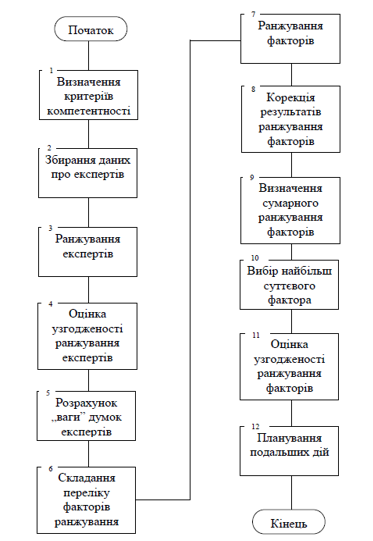 Початок
1
Визначення
критеріїв
компетентності
2
Збирання даних
про експертів
3
Ранжування
експертів
4
Оцінка
узгодженості
ранжування
експертів
5
Розрахунок
„ваги” думок
експертів
6
Складання
переліку
факторів
ранжування
7
Ранжування
факторів
8
Корекція
результатів
ранжування
факторів
9
Визначення
сумарного
ранжування
факторів
10
Вибір найбільш
суттєвого
фактора
11
Оцінка
узгодженості
ранжування
факторів
12
Планування
подальших дій
Кінець